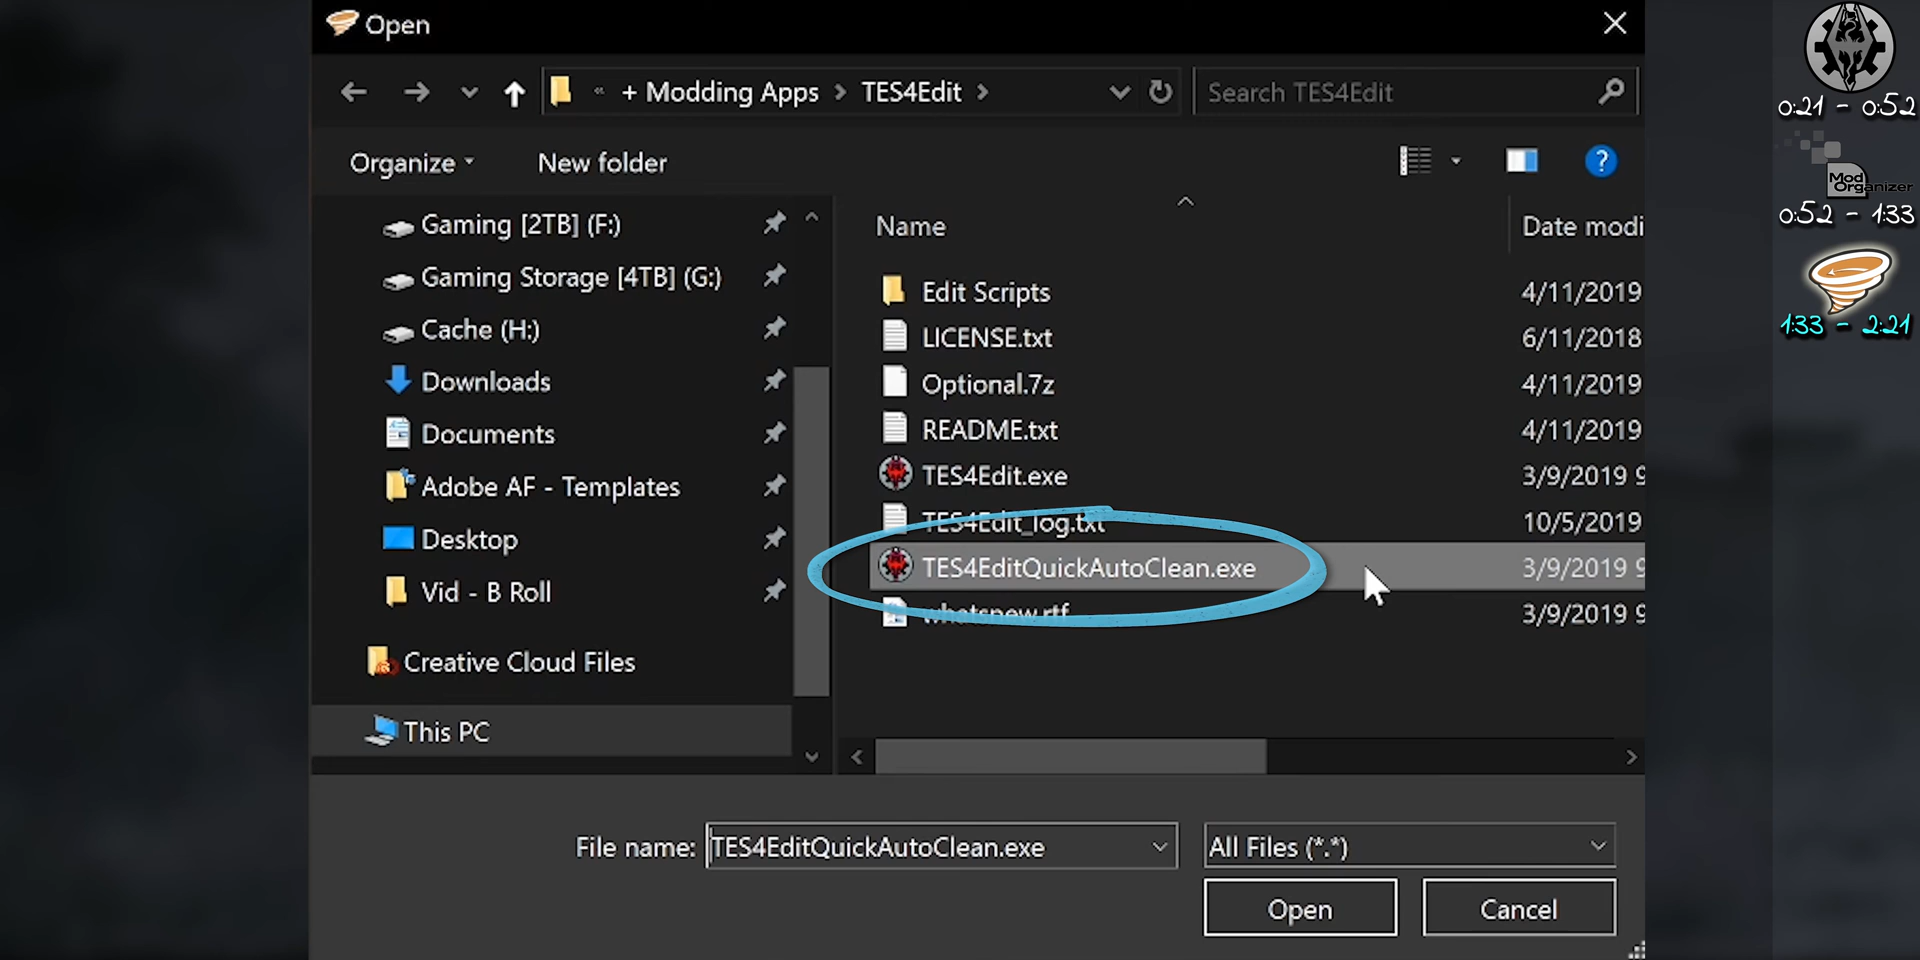 Open
+ Modding Apps > TES4Edit >
Search TES4Edit
Organize
New folder
Gaming [2TB] (F:)
Gaming Storage [4TB] (G:)
Cache (H:)
Downloads
Documents
Adobe AF - Templates
Desktop
Vid - B Roll
Creative Cloud Files
This PC
Name
Date modi
Edit Scripts
4/11/2019
LICENSE.txt
6/11/2018
Optional.7z
4/11/2019
README.txt
4/11/2019
TES4Edit.exe
3/9/2019 9
TES4Edit_log.txt
10/5/2019
TES4EditQuickAutoClean.exe
3/9/2019 9
whatsnew.rtf
3/9/2019 9
File name:
TES4EditQuickAutoClean.exe
All Files (*.*)
Open
Cancel
0:21 - 0:52
Mod
Organizer
0:52 - 1:33
1:33 - 2:21